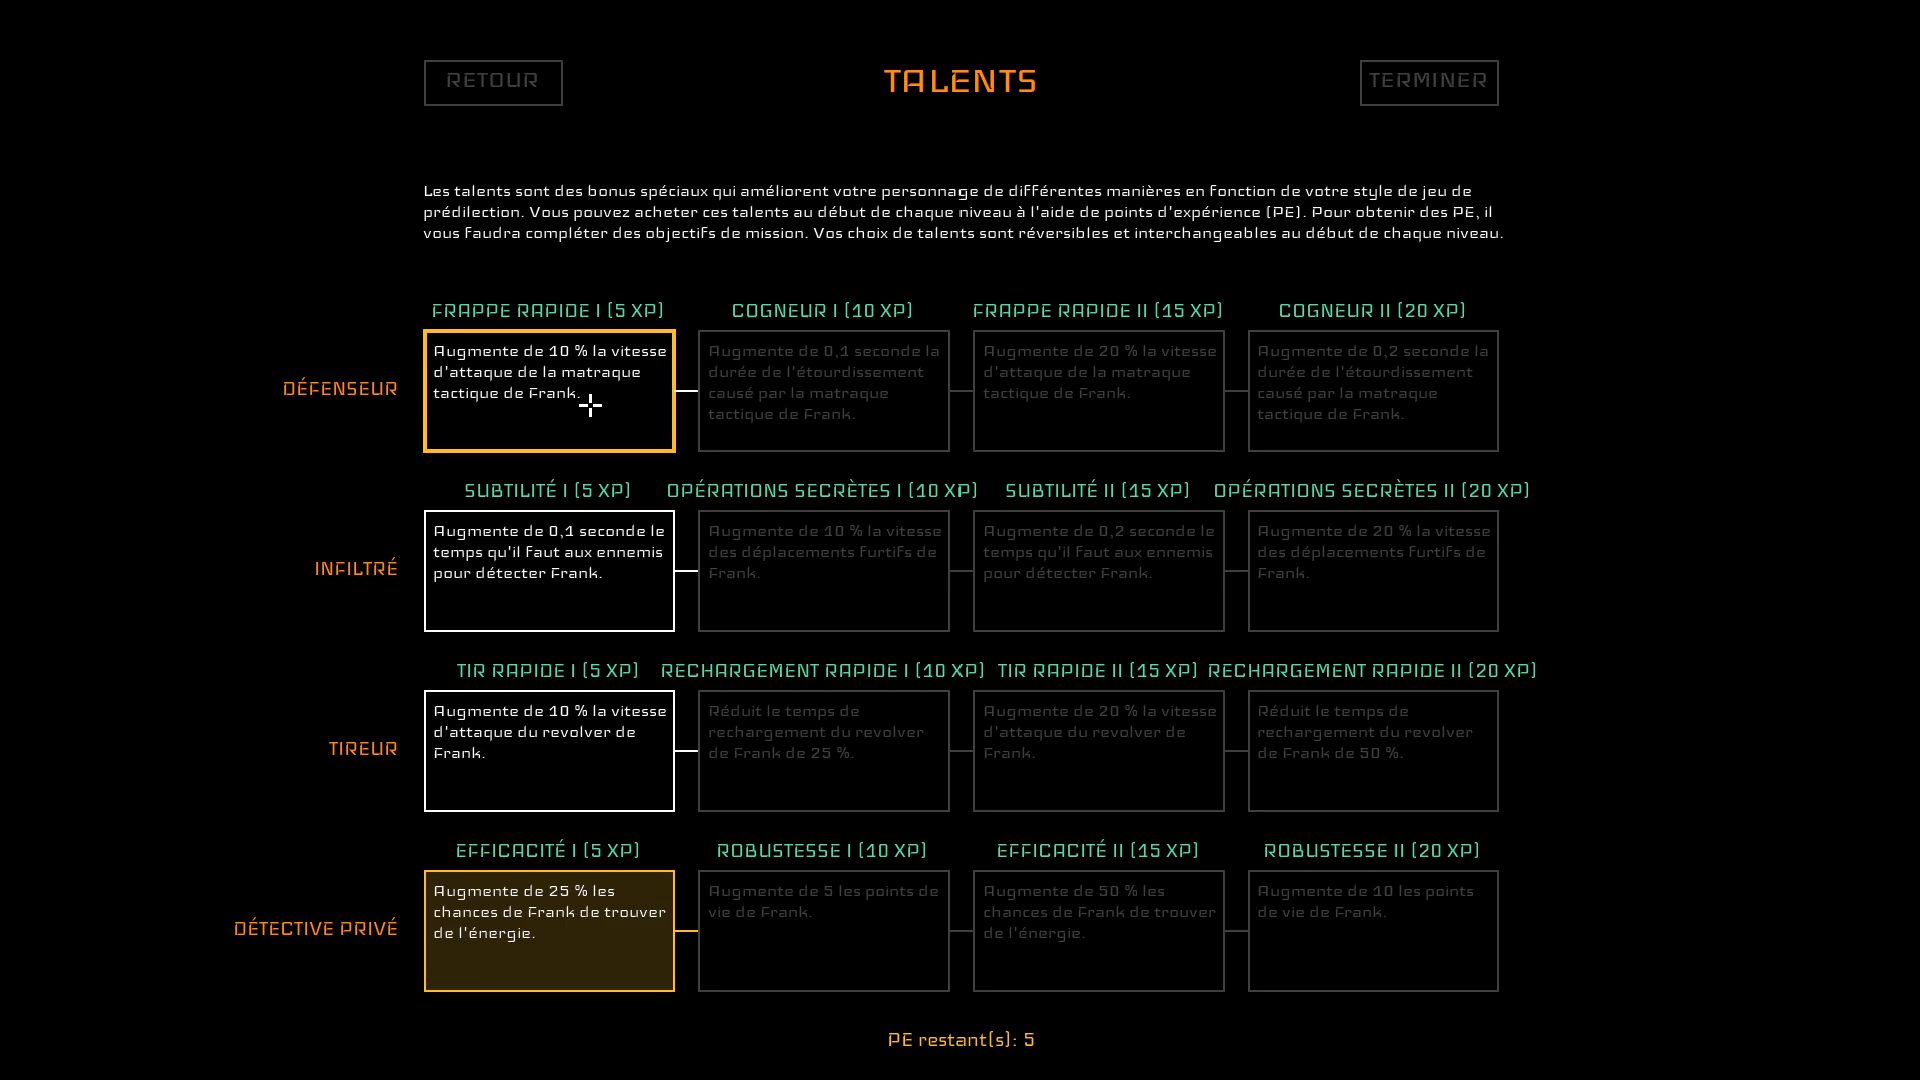 RETOUR
TALENTS
TERMINER
Les talents sont des bonus spéciaux qui améliorent votre personnage de différentes manières en fonction de votre style de jeu de
prédilection. Vous pouvez acheter ces talents au début de chaque niveau à l'aide de points d'expérience (PE). Pour obtenir des PE, il
vous faudra compléter des objectifs de mission. Vos choix de talents sont réversibles et interchangeables au début de chaque niveau.
DÉFENSEUR
FRAPPE RAPIDE I (5 XP)
Augmente de 10 % la vitesse
d'attaque de la matraque
tactique de Frank.
COGNEUR I (10 XP)
Augmente de 0,1 seconde la
durée de l'étourdissement
causé par la matraque
tactique de Frank.
FRAPPE RAPIDE II (15 XP)
Augmente de 20 % la vitesse
d'attaque de la matraque
tactique de Frank.
COGNEUR II (20 XP)
Augmente de 0,2 seconde la
durée de l'étourdissement
causé par la matraque
tactique de Frank.
INFILTRÉ
SUBTILITÉ I (5 XP)
Augmente de 0,1 seconde le
temps qu'il faut aux ennemis
pour détecter Frank.
OPÉRATIONS SECRÈTES I (10 XP)
Augmente de 10 % la vitesse
des déplacements furtifs de
Frank.
SUBTILITÉ II (15 XP)
Augmente de 0,2 seconde le
temps qu'il faut aux ennemis
pour détecter Frank.
OPÉRATIONS SECRÈTES II (20 XP)
Augmente de 20 % la vitesse
des déplacements furtifs de
Frank.
TIREUR
TIR RAPIDE I (5 XP)
Augmente de 10 % la vitesse
d'attaque du revolver de
Frank.
RECHARGEMENT RAPIDE I (10 XP)
Réduit le temps de
rechargement du revolver
de Frank de 25 %.
TIR RAPIDE II (15 XP)
Augmente de 20 % la vitesse
d'attaque du revolver de
Frank.
RECHARGEMENT RAPIDE II (20 XP)
Réduit le temps de
rechargement du revolver
de Frank de 50 %.
DÉTECTIVE PRIVÉ
EFFICACITÉ I (5 XP)
Augmente de 25 % les
chances de Frank de trouver
de l'énergie.
ROBUSTESSE I (10 XP)
Augmente de 5 les points de
vie de Frank.
EFFICACITÉ II (15 XP)
Augmente de 50 % les
chances de Frank de trouver
de l'énergie.
ROBUSTESSE II (20 XP)
Augmente de 10 les points
de vie de Frank.
PE restant(s): 5